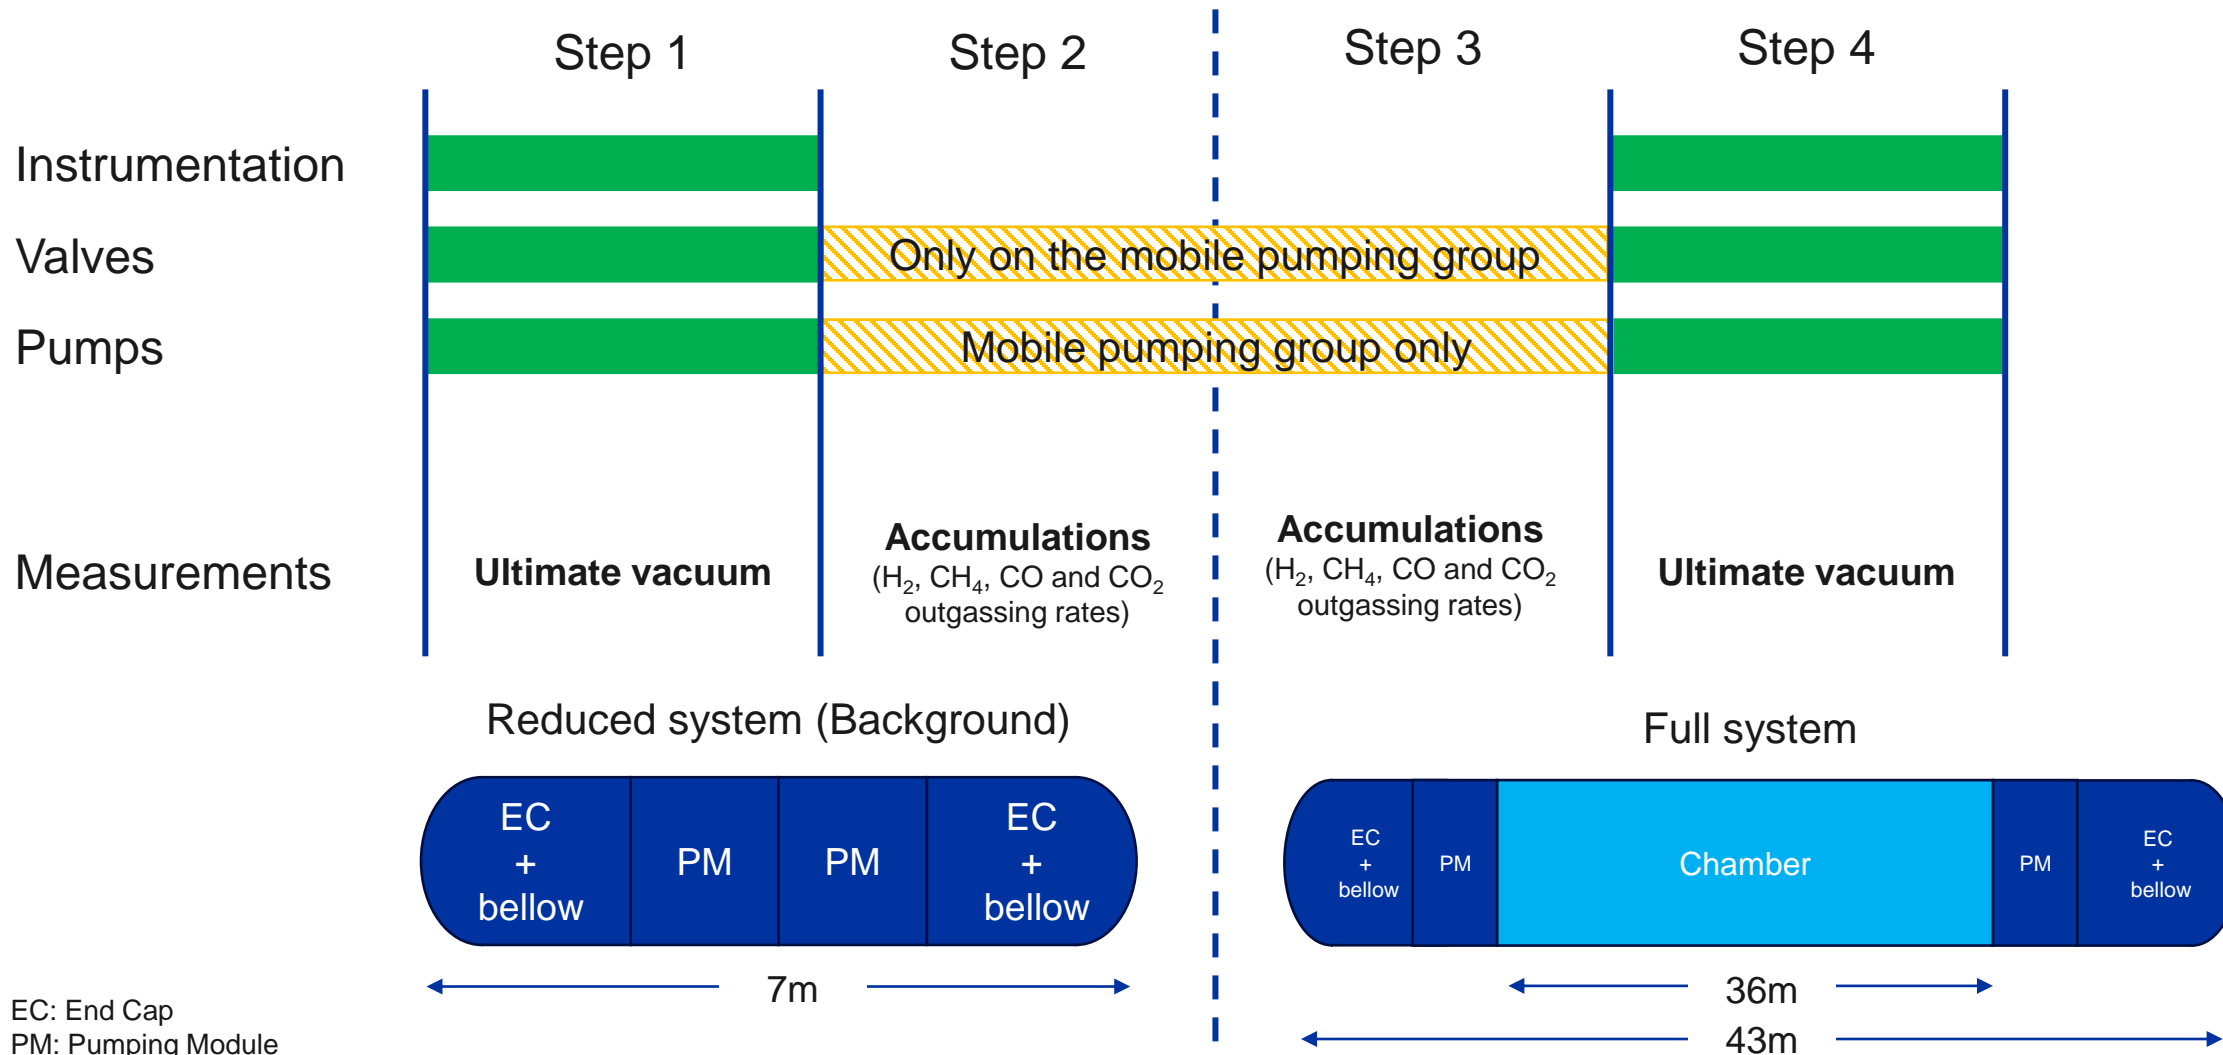 Step 1
Step 2
Step 3
Step 4
Instrumentation
Valves
Only on the mobile pumping group
Pumps
Mobile pumping group only
Measurements
Ultimate vacuum
Accumulations
(H₂, CH₄, CO and CO₂
outgassing rates)
Accumulations
(H₂, CH₄, CO and CO₂
outgassing rates)
Ultimate vacuum
Reduced system (Background)
Full system
EC
+
bellow
PM
PM
EC
+
bellow
EC
+
bellow
PM
Chamber
PM
EC
+
bellow
7m
36m
43m
EC: End Cap
PM: Pumping Module